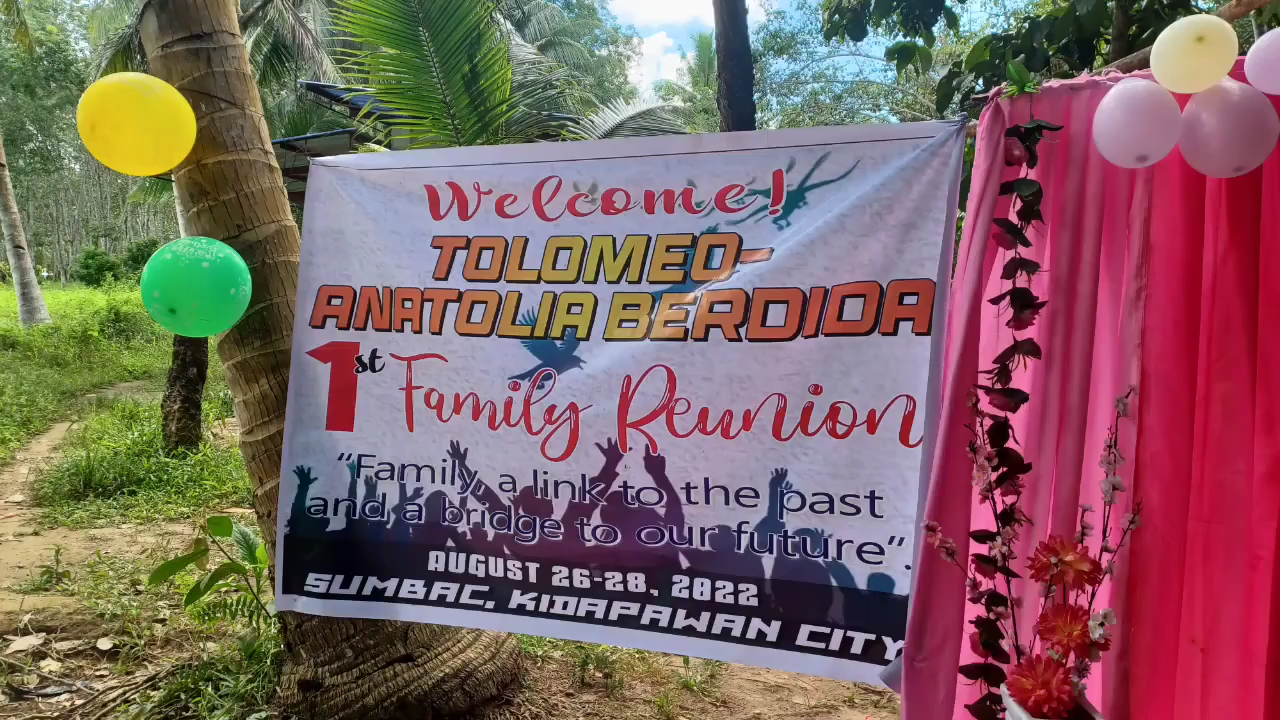 Welcome!
TOLOMEO-
ANATOLIA BERDIDA
1st Family Reunion
“Family, a link to the past
and a bridge to our future”.
AUGUST 26-28, 2022
SUMBAC, KIDAPAWAN CITY